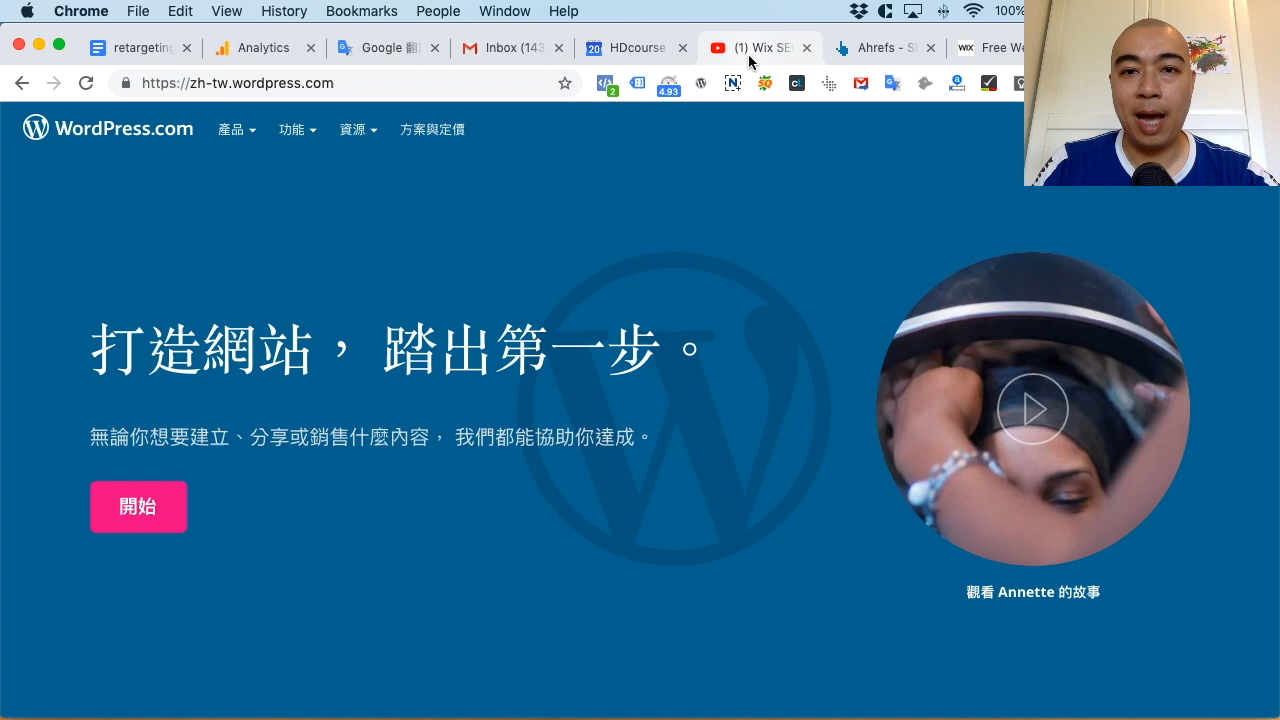 Chrome File Edit View History Bookmarks People Window Help 100%
retargeting Analytics Google 翻 Inbox (143 HDcourse (1) Wix SE Ahrefs - S Free We
https://zh-tw.wordpress.com
2 4.93
WordPress.com 產品 功能 資源 方案與定價
打造網站， 踏出第一步。
無論你想要建立、分享或銷售什麼內容， 我們都能協助你達成。
開始
觀看 Annette 的故事